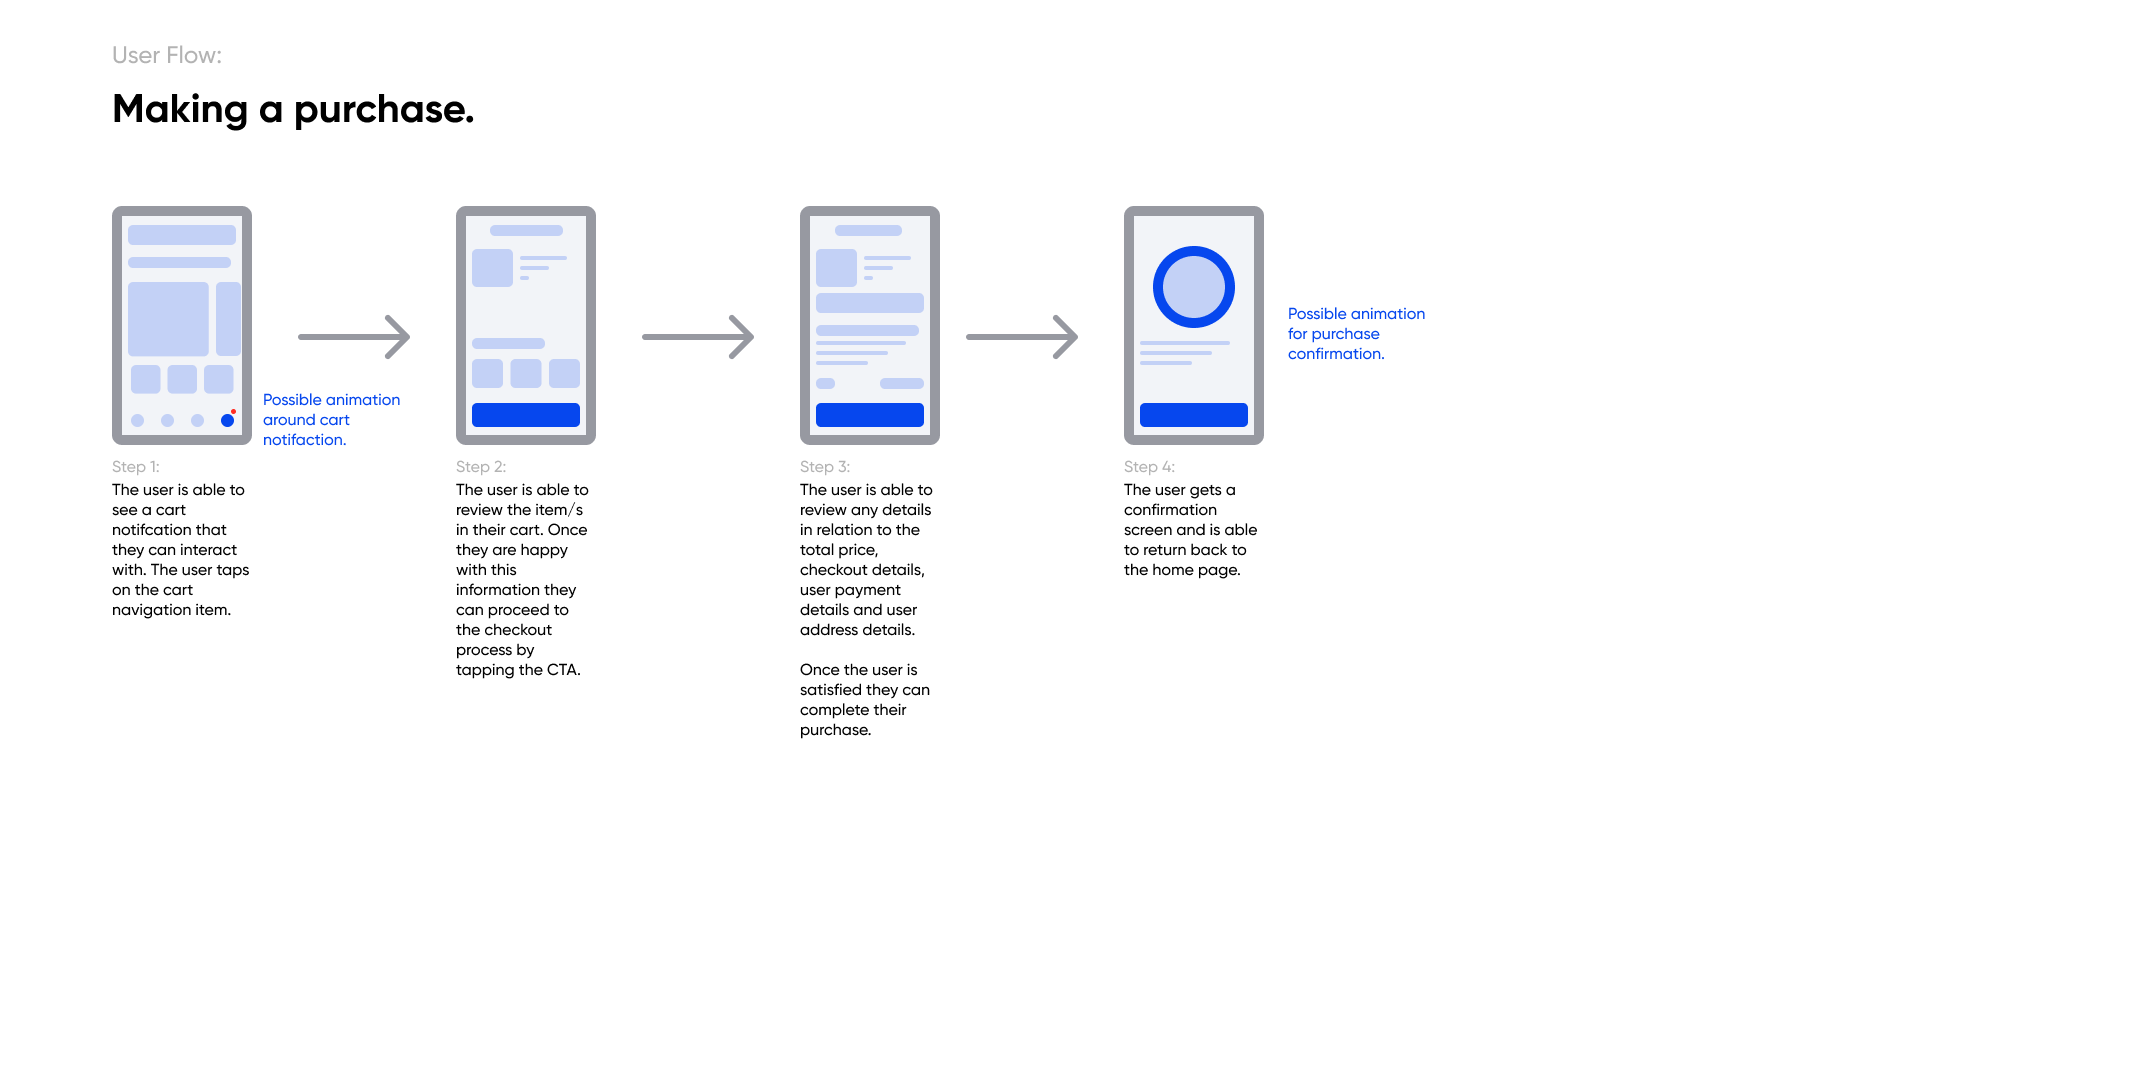 User Flow:
Making a purchase.
Possible animation
around cart
notifaction.
Possible animation
for purchase
confirmation.
Step 1:
The user is able to
see a cart
notifcation that
they can interact
with. The user taps
on the cart
navigation item.
Step 2:
The user is able to
review the item/s
in their cart. Once
they are happy
with this
information they
can proceed to
the checkout
process by
tapping the CTA.
Step 3:
The user is able to
review any details
in relation to the
total price,
checkout details,
user payment
details and user
address details.
Once the user is
satisfied they can
complete their
purchase.
Step 4:
The user gets a
confirmation
screen and is able
to return back to
the home page.